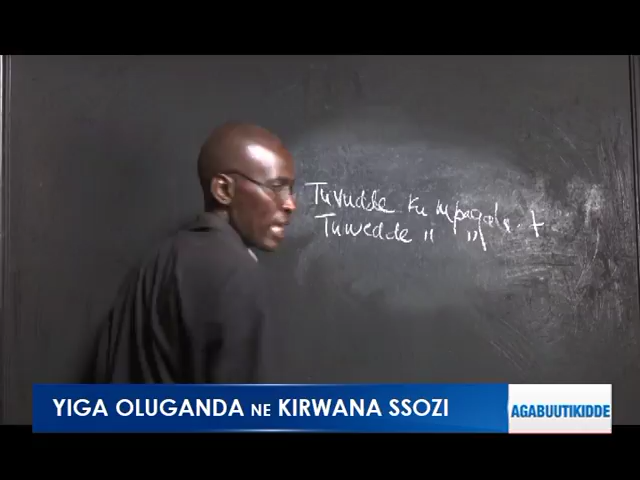 Tuvudde ku mpagala +
Tuwedde " "
YIGA OLUGANDA NE KIRWANA SSOZI
AGABUUTIKIDDE